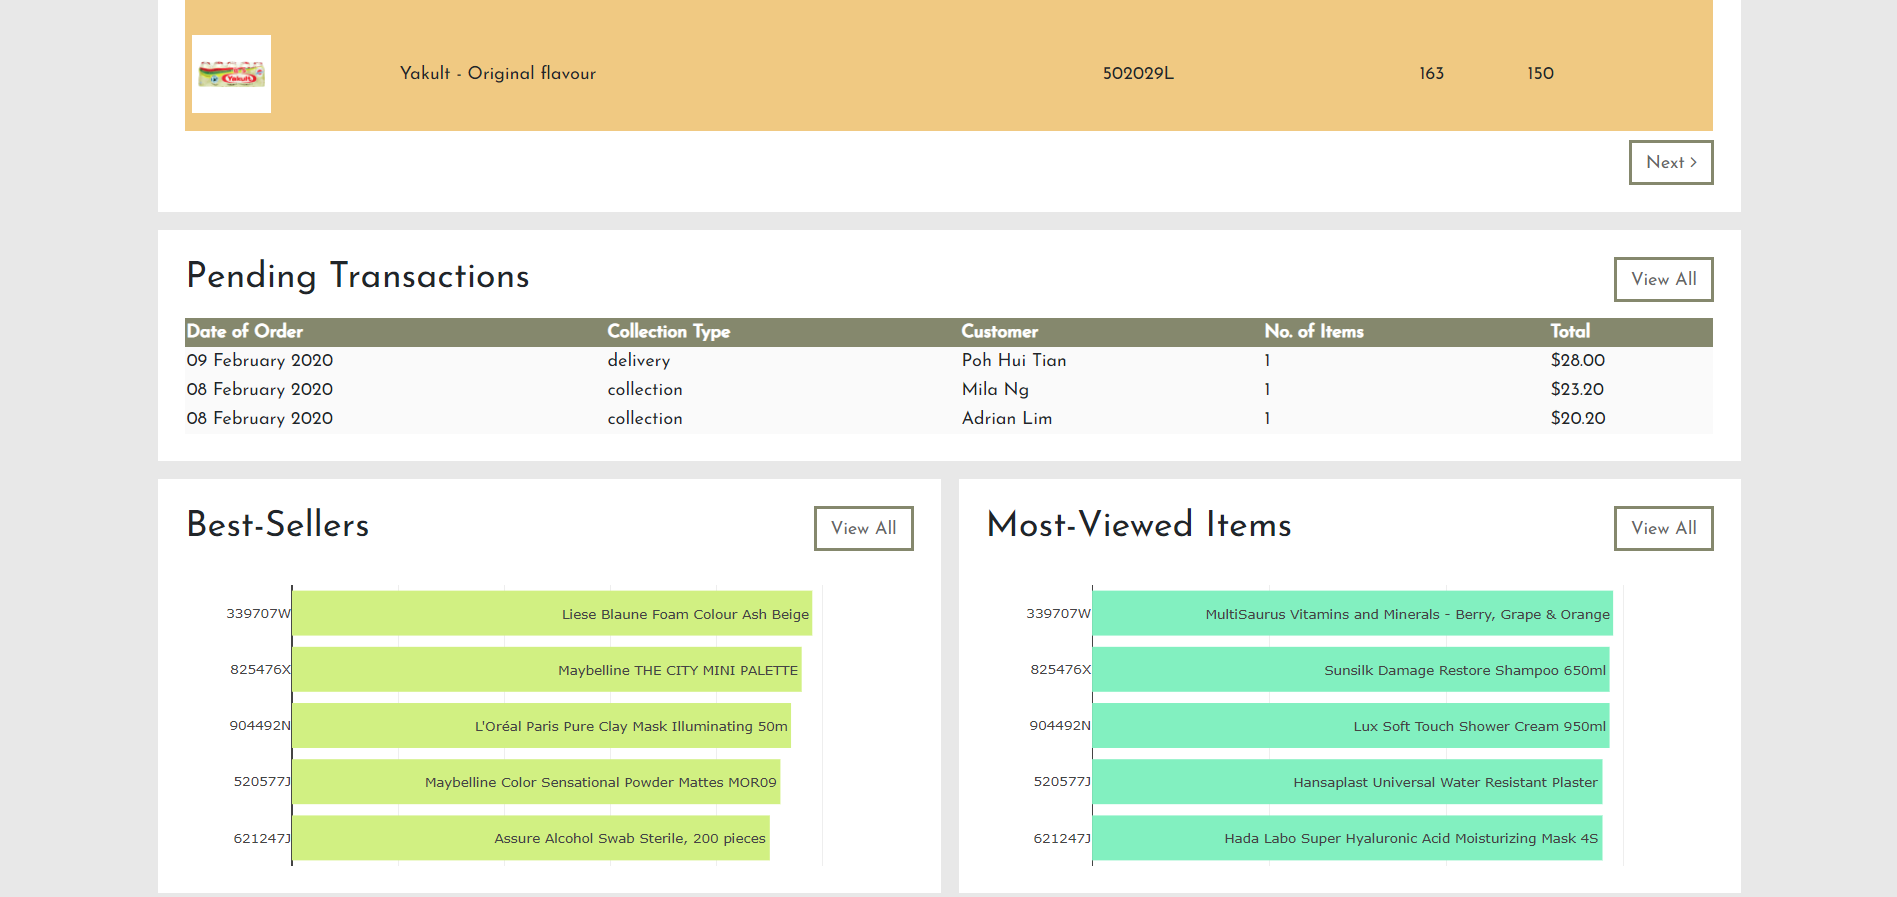 Yakult
Yakult - Original flavour 502029L 163 150
Next >
Pending Transactions View All
Date of Order Collection Type Customer No. of Items Total
09 February 2020 delivery Poh Hui Tian 1 $28.00
08 February 2020 collection Mila Ng 1 $23.20
08 February 2020 collection Adrian Lim 1 $20.20
Best-Sellers View All
339707W Liese Blaune Foam Colour Ash Beige
825476X Maybelline THE CITY MINI PALETTE
904492N L'Oréal Paris Pure Clay Mask Illuminating 50m
520577J Maybelline Color Sensational Powder Mattes MOR09
621247J Assure Alcohol Swab Sterile, 200 pieces
Most-Viewed Items View All
339707W MultiSaurus Vitamins and Minerals - Berry, Grape & Orange
825476X Sunsilk Damage Restore Shampoo 650ml
904492N Lux Soft Touch Shower Cream 950ml
520577J Hansaplast Universal Water Resistant Plaster
621247J Hada Labo Super Hyaluronic Acid Moisturizing Mask 4S